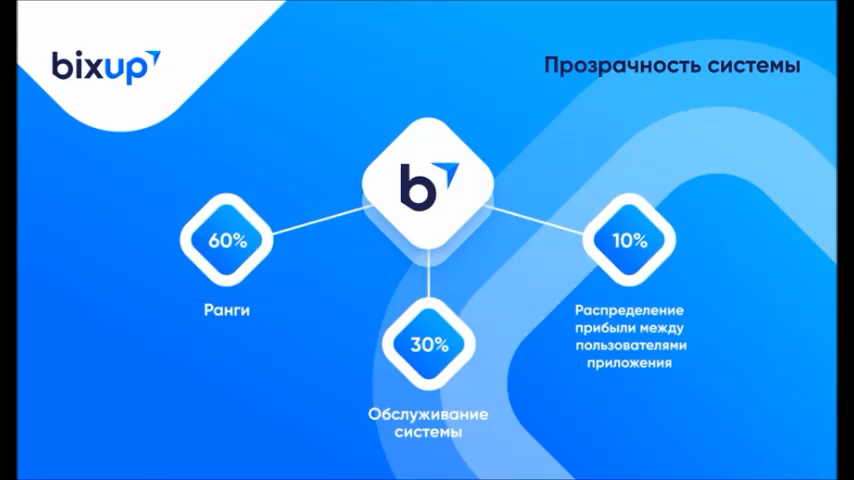 bixup
Прозрачность системы
b
60%
10%
Ранги
Распределение
прибыли между
пользователями
приложения
30%
Обслуживание
системы